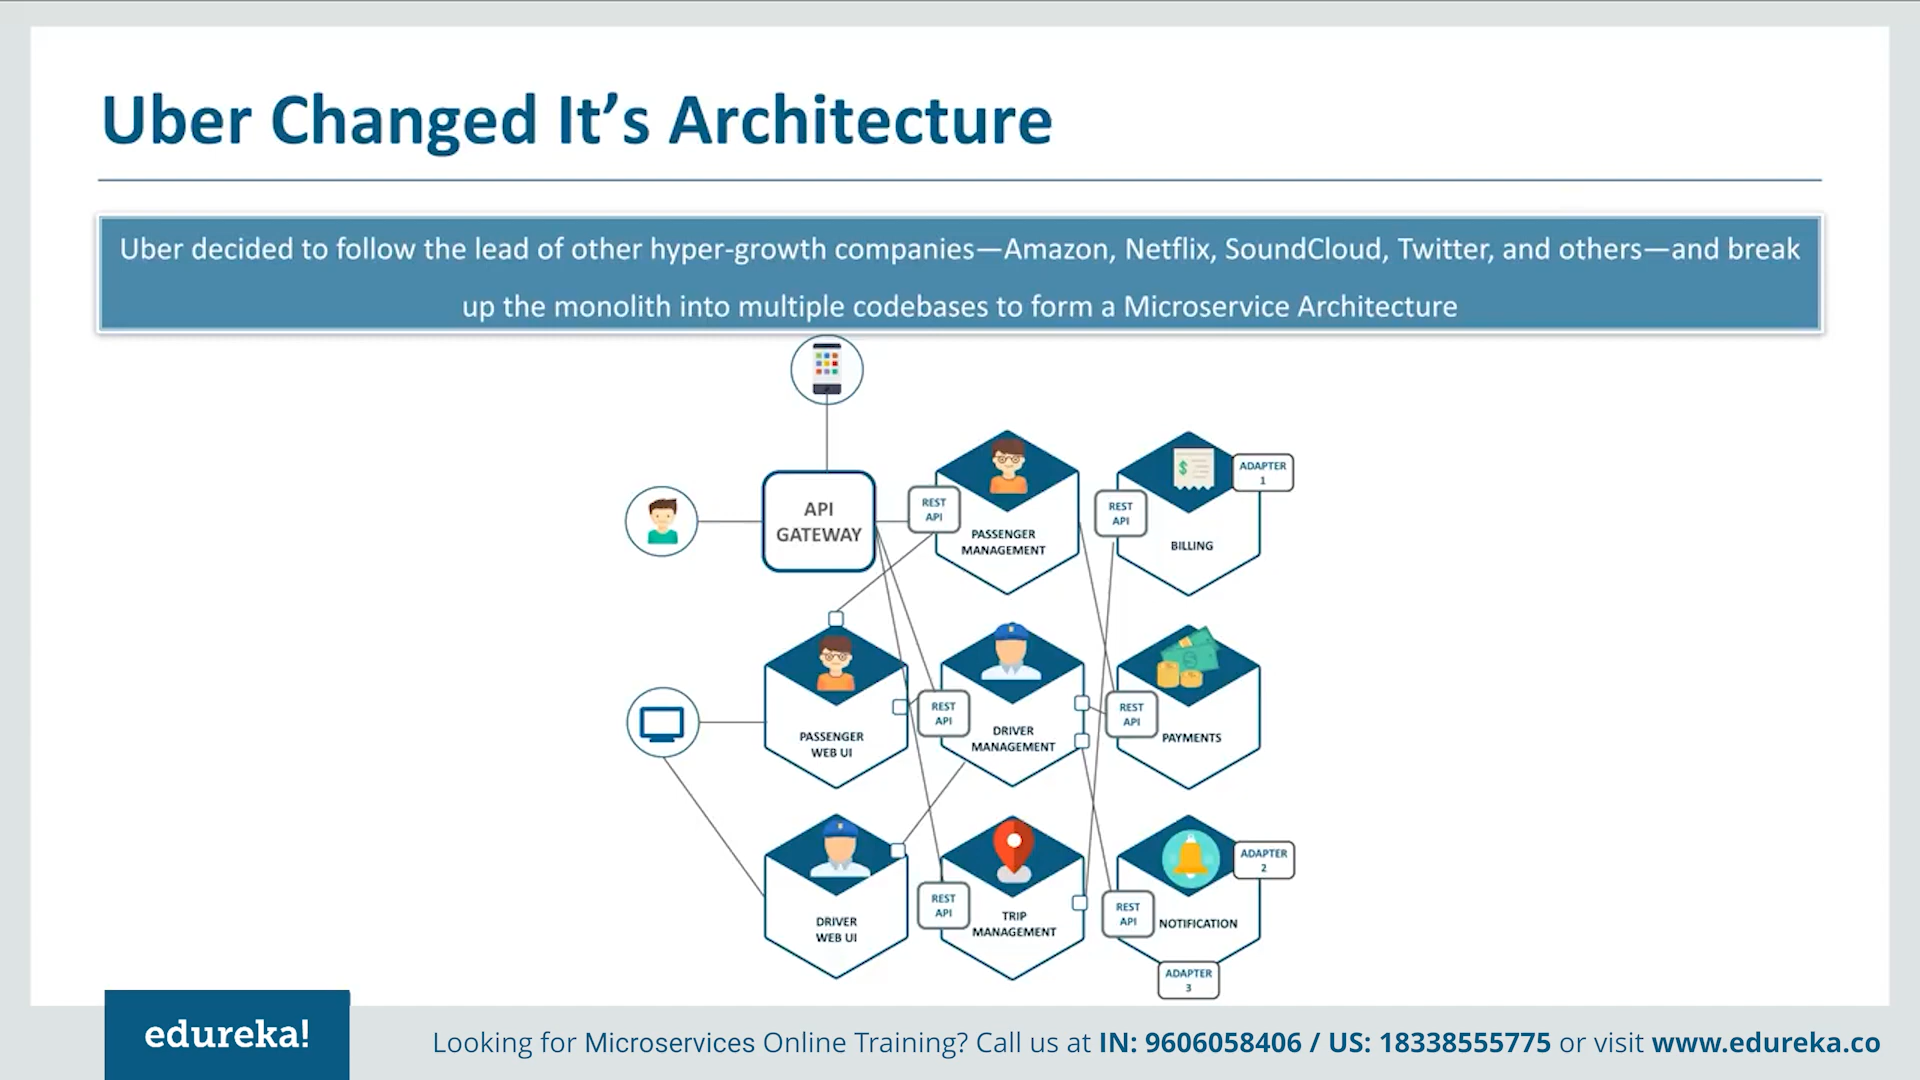 Uber Changed It’s Architecture
Uber decided to follow the lead of other hyper-growth companies—Amazon, Netflix, SoundCloud, Twitter, and others—and break
up the monolith into multiple codebases to form a Microservice Architecture
API
GATEWAY
REST
API
PASSENGER
MANAGEMENT
REST
API
BILLING
ADAPTER
1
PASSENGER
WEB UI
REST
API
DRIVER
MANAGEMENT
REST
API
PAYMENTS
DRIVER
WEB UI
REST
API
TRIP
MANAGEMENT
REST
API
NOTIFICATION
ADAPTER
2
ADAPTER
3
edureka!
Looking for Microservices Online Training? Call us at IN: 9606058406 / US: 18338555775 or visit www.edureka.co